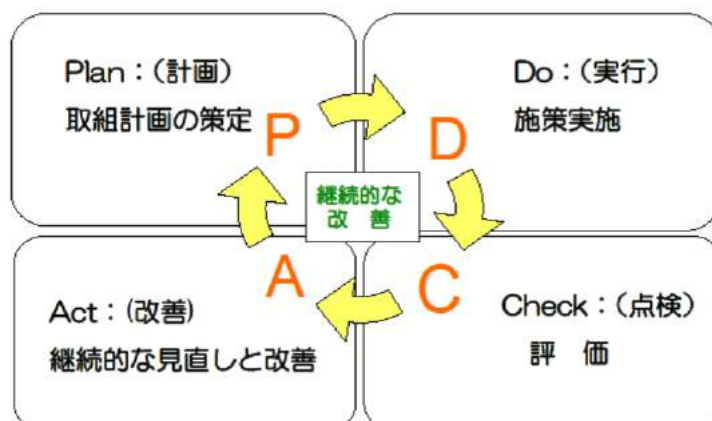 Plan：(計画)
取組計画の策定
P
Do：(実行)
施策実施
D
継続的な
改　善
Act：(改善)
継続的な見直しと改善
A
Check：(点検)
評　価
C